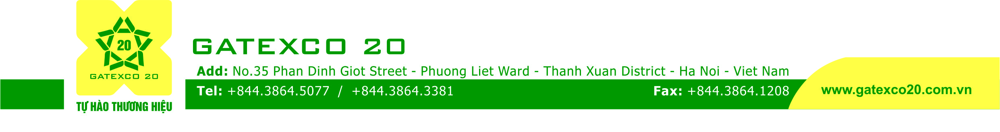 20
GATEXCO 20
TỰ HÀO THƯƠNG HIỆU
GATEXCO 20
Add: No.35 Phan Dinh Giot Street - Phuong Liet Ward - Thanh Xuan District - Ha Noi - Viet Nam
Tel: +844.3864.5077 / +844.3864.3381 Fax: +844.3864.1208
www.gatexco20.com.vn